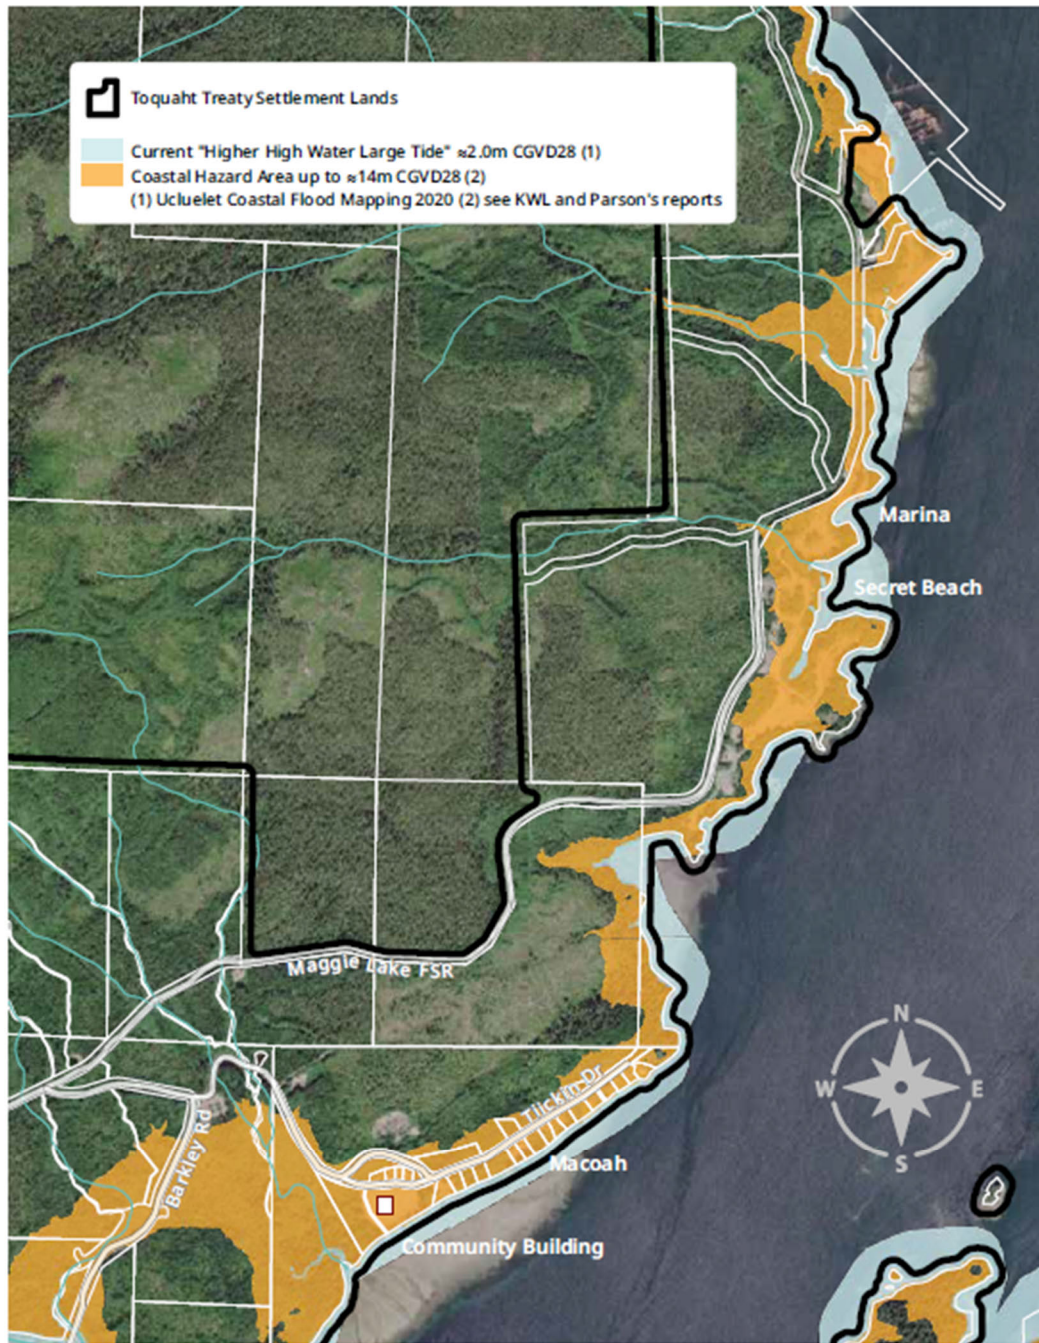 Toquaht Treaty Settlement Lands
Current "Higher High Water Large Tide" ≈2.0m CGVD28 (1)
Coastal Hazard Area up to ≈14m CGVD28 (2)
(1) Ucluelet Coastal Flood Mapping 2020 (2) see KWL and Parson's reports
Marina
Secret Beach
Maggie Lake FSR
N
W
E
S
Tlickin Dr
Barkley Rd
Macoah
Community Building